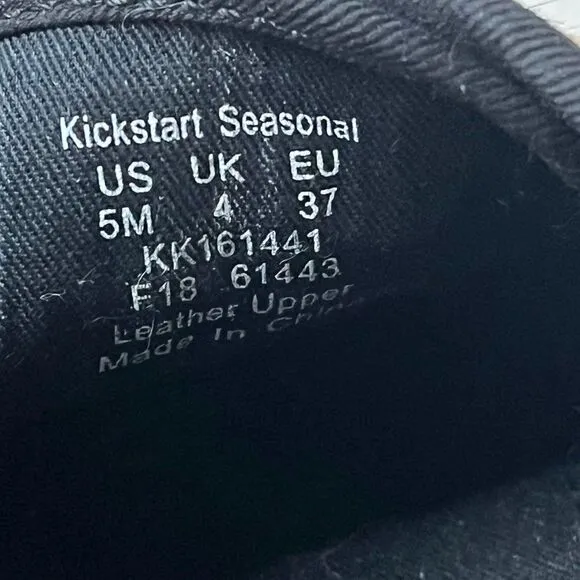 Kickstart Seasonal
US UK EU
5M 4 37
KK161441
F18 61443
Leather Upper
Made In China